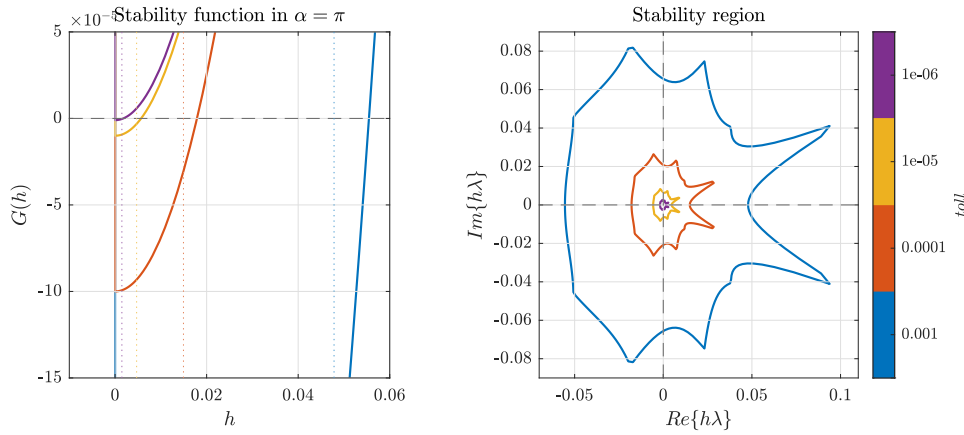 ×10⁻⁵
Stability function in α = π
5
0
-5
-10
-15
G(h)
0
0.02
0.04
0.06
h
Stability region
0.08
0.06
0.04
0.02
0
-0.02
-0.04
-0.06
-0.08
Im{hλ}
-0.05
0
0.05
0.1
Re{hλ}
1e-06
1e-05
0.0001
0.001
toll